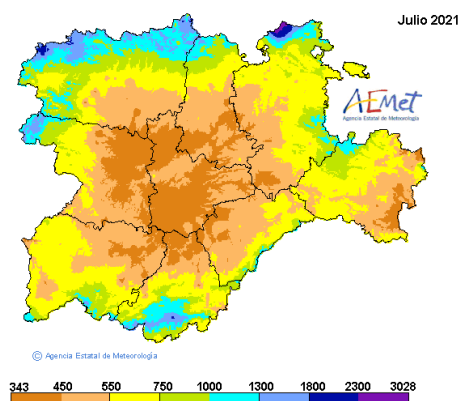 Julio 2021
AEMet
Agencia Estatal de Meteorología
© Agencia Estatal de Meteorología
343 450 550 750 1000 1300 1800 2300 3028